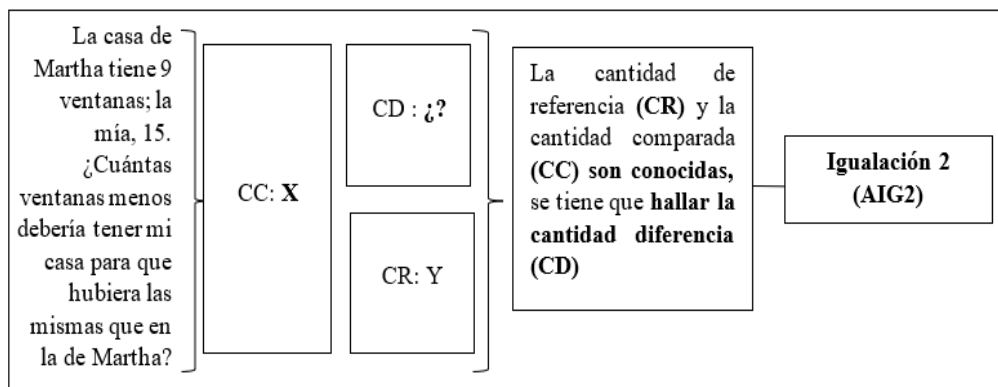 La casa de
Martha tiene 9
ventanas; la
mía, 15.
¿Cuántas
ventanas menos
debería tener mi
casa para que
hubiera las
mismas que en
la de Martha?
CC: X
CD : ¿?
CR: Y
La cantidad de
referencia (CR) y la
cantidad comparada
(CC) son conocidas,
se tiene que hallar la
cantidad diferencia
(CD)
Igualación 2
(AIG2)